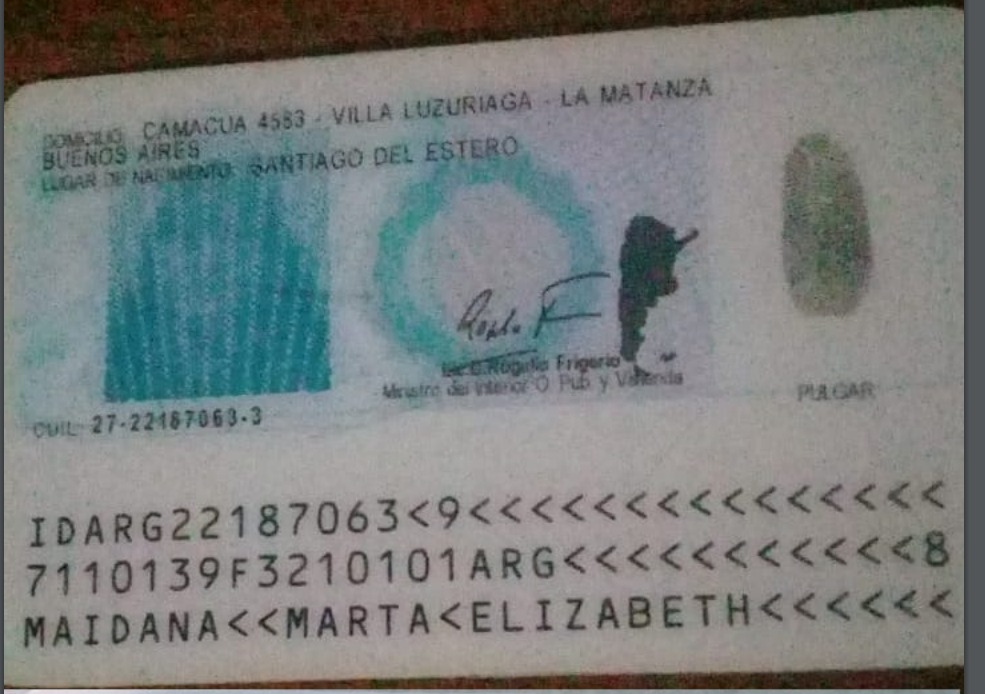 DOMICILIO: CAMACUA 4583 - VILLA LUZURIAGA - LA MATANZA
BUENOS AIRES
LUGAR DE NACIMIENTO: SANTIAGO DEL ESTERO
Lic. Rogelio Frigerio
Ministro del Interior O. Pub. y Vivienda
PULGAR
CUIL: 27-22187063-3
IDARG22187063<9<<<<<<<<<<<<<<<
7110139F3210101ARG<<<<<<<<<<<8
MAIDANA<<MARTA<ELIZABETH<<<<<<